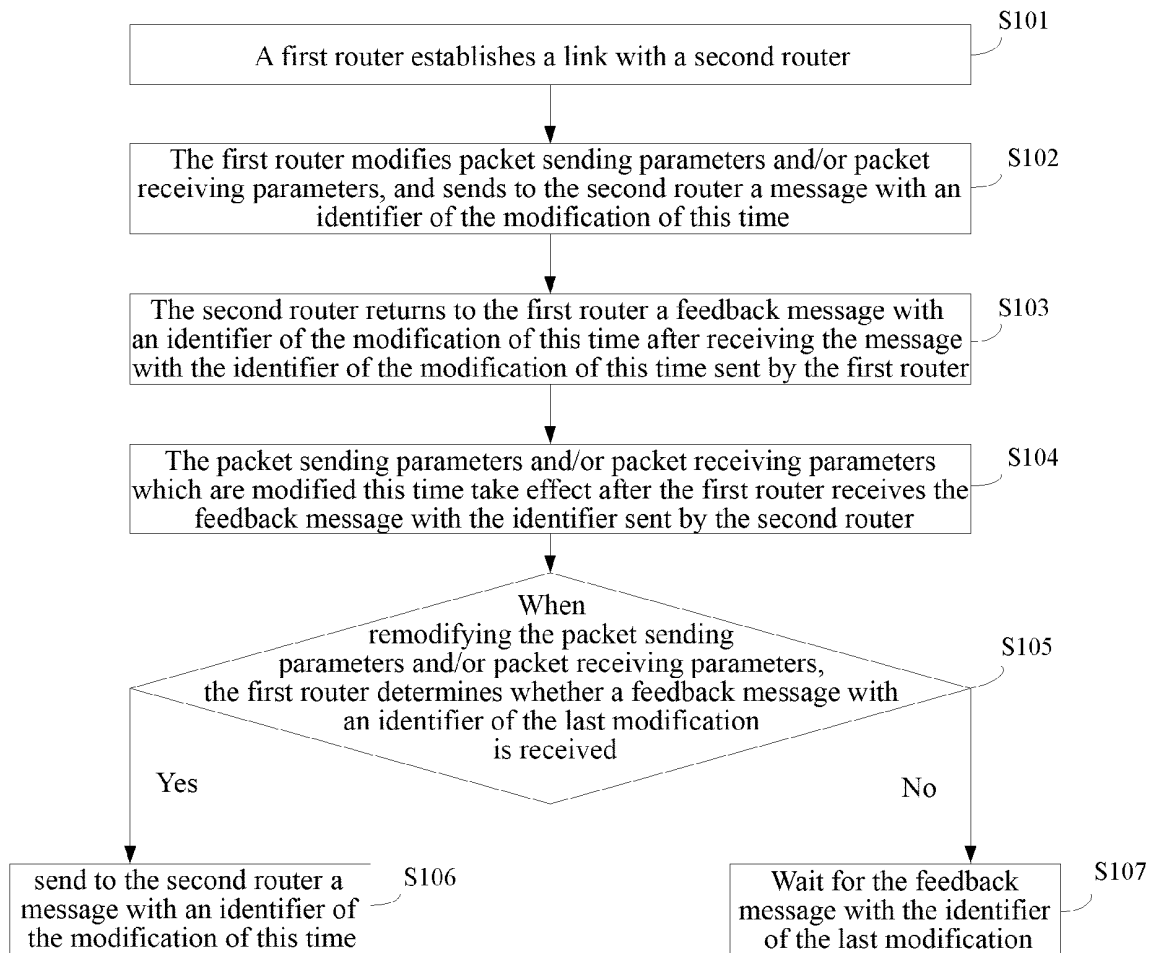 S101
A first router establishes a link with a second router
S102
The first router modifies packet sending parameters and/or packet
receiving parameters, and sends to the second router a message with an
identifier of the modification of this time
S103
The second router returns to the first router a feedback message with
an identifier of the modification of this time after receiving the message
with the identifier of the modification of this time sent by the first router
S104
The packet sending parameters and/or packet receiving parameters
which are modified this time take effect after the first router receives the
feedback message with the identifier sent by the second router
When
remodifying the packet sending
parameters and/or packet receiving parameters,
the first router determines whether a feedback message with
an identifier of the last modification
is received
S105
Yes
No
send to the second router a
message with an identifier of
the modification of this time
S106
Wait for the feedback
message with the identifier
of the last modification
S107